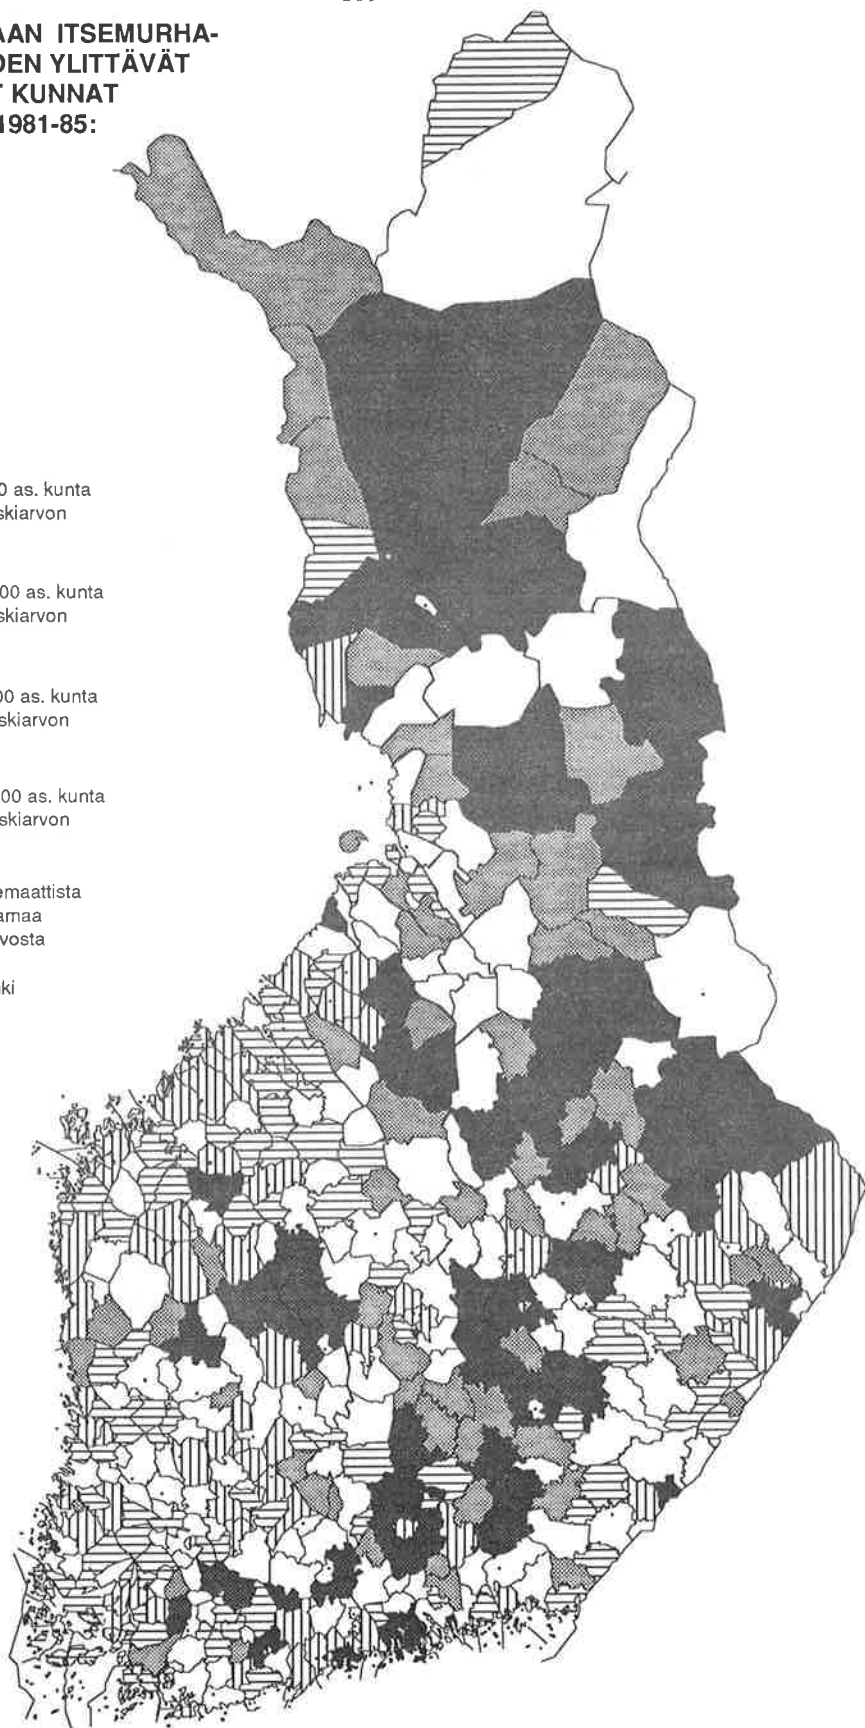 AAN ITSEMURHA-
DEN YLITTÄVÄT
T KUNNAT
1981-85:
0 as. kunta
skiarvon
00 as. kunta
skiarvon
00 as. kunta
skiarvon
00 as. kunta
skiarvon
emaattista
amaa
vosta
ki